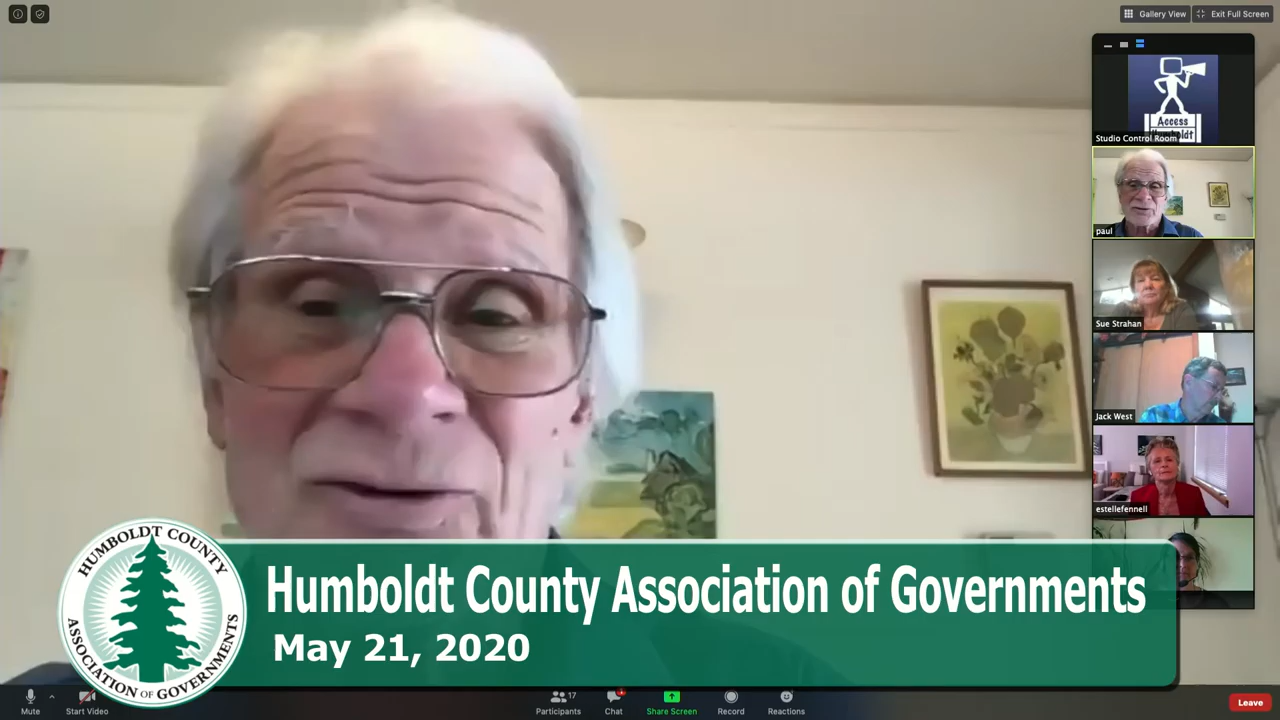 Gallery View
Exit Full Screen
Access
Humboldt
Studio Control Room
paul
Sue Strahan
Jack West
estellefennell
HUMBOLDT COUNTY
ASSOCIATION OF GOVERNMENTS
Humboldt County Association of Governments
May 21, 2020
Mute
Start Video
Participants
17
Chat
Share Screen
Record
Reactions
Leave